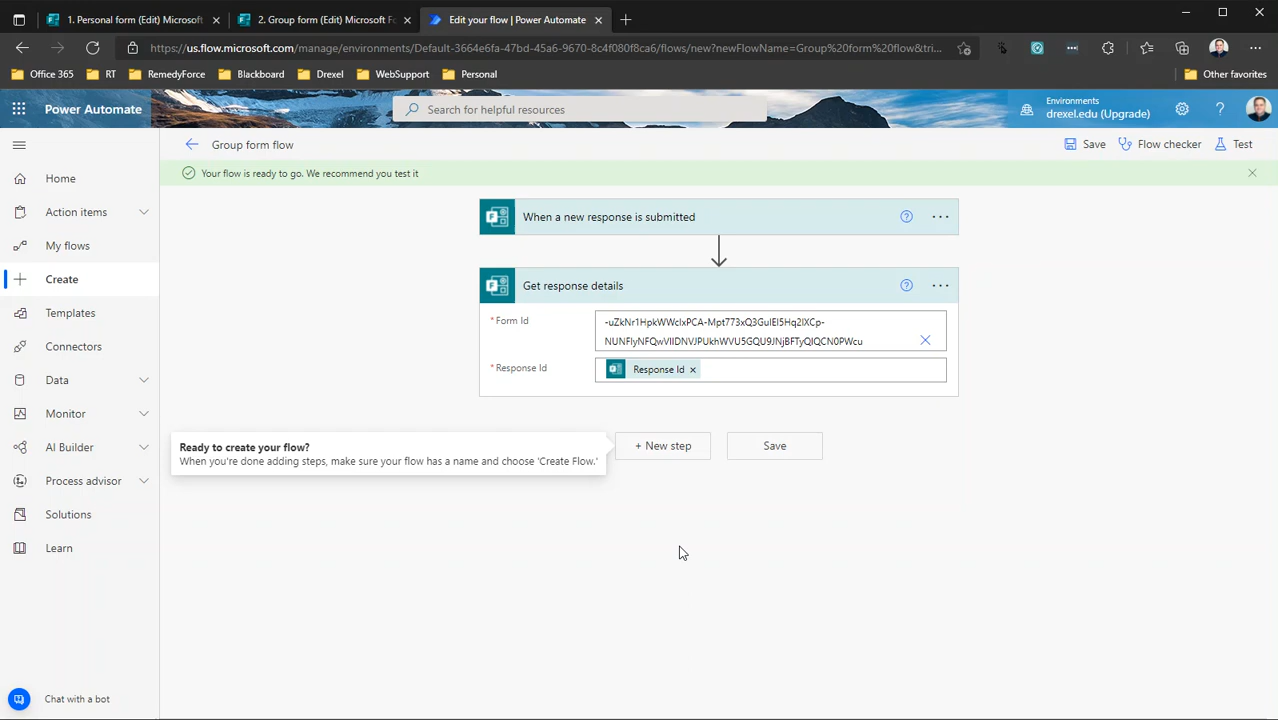 1. Personal form (Edit) Microsoft
2. Group form (Edit) Microsoft Fo
Edit your flow | Power Automate
https://us.flow.microsoft.com/manage/environments/Default-3664e6fa-47bd-45a6-9670-8c4f080f8ca6/flows/new?newFlowName=Group%20form%20flow&tri...
Office 365
RT
RemedyForce
Blackboard
Drexel
WebSupport
Personal
Other favorites
Power Automate
Search for helpful resources
Environments
drexel.edu (Upgrade)
Group form flow
Save
Flow checker
Test
Your flow is ready to go. We recommend you test it
Home
Action items
My flows
Create
Templates
Connectors
Data
Monitor
AI Builder
Process advisor
Solutions
Learn
Chat with a bot
When a new response is submitted
Get response details
* Form Id
-uZkNr1HpkWWclxPCA-Mpt773xQ3GulEl5Hq2lXCp-
NUNFlyNFQwVllDNVJPUkhWVU5GQU9JNjBFTyQlQCN0PWcu
* Response Id
Response Id
Ready to create your flow?
When you're done adding steps, make sure your flow has a name and choose 'Create Flow.'
+ New step
Save